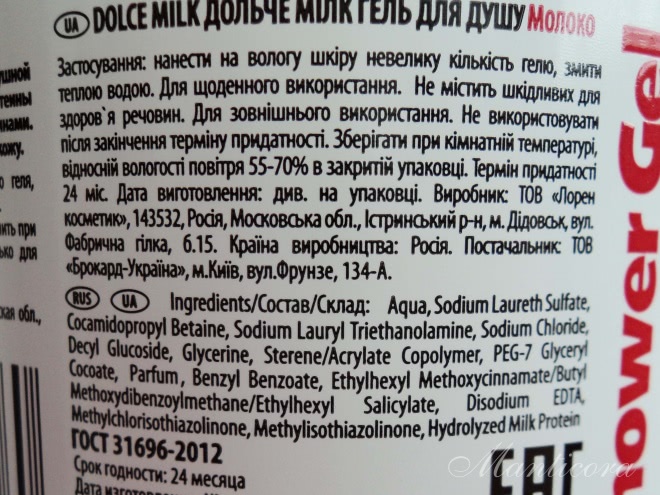 UA DOLCE MILK ДОЛЬЧЕ МІЛК ГЕЛЬ ДЛЯ ДУШУ Молоко
Застосування: нанести на вологу шкіру невелику кількість гелю, змити
теплою водою. Для щоденного використання. Не містить шкідливих для
здоров`я речовин. Для зовнішнього використання. Не використовувати
після закінчення терміну придатності. Зберігати при кімнатній температурі,
відносній вологості повітря 55-70% в закритій упаковці. Термін придатності
24 міс. Дата виготовлення: див. на упаковці. Виробник: ТОВ «Лорен
косметик», 143532, Росія, Московська обл., Істринський р-н, м. Дідовськ, вул.
Фабрична гілка, б.15. Країна виробництва: Росія. Постачальник: ТОВ
«Брокард-Україна», м.Київ, вул.Фрунзе, 134-А.
RUS UA Ingredients/Состав/Склад: Aqua, Sodium Laureth Sulfate,
Cocamidopropyl Betaine, Sodium Lauryl Triethanolamine, Sodium Chloride,
Decyl Glucoside, Glycerine, Sterene/Acrylate Copolymer, PEG-7 Glyceryl
Cocoate, Parfum, Benzyl Benzoate, Ethylhexyl Methoxycinnamate/Butyl
Methoxydibenzoylmethane/Ethylhexyl Salicylate, Disodium EDTA,
Methylchlorisothiazolinone, Methylisothiazolinone, Hydrolyzed Milk Protein
ГОСТ 31696-2012
Срок годности: 24 месяца
Дата изготовления
EAC
hower Gel
Manticora